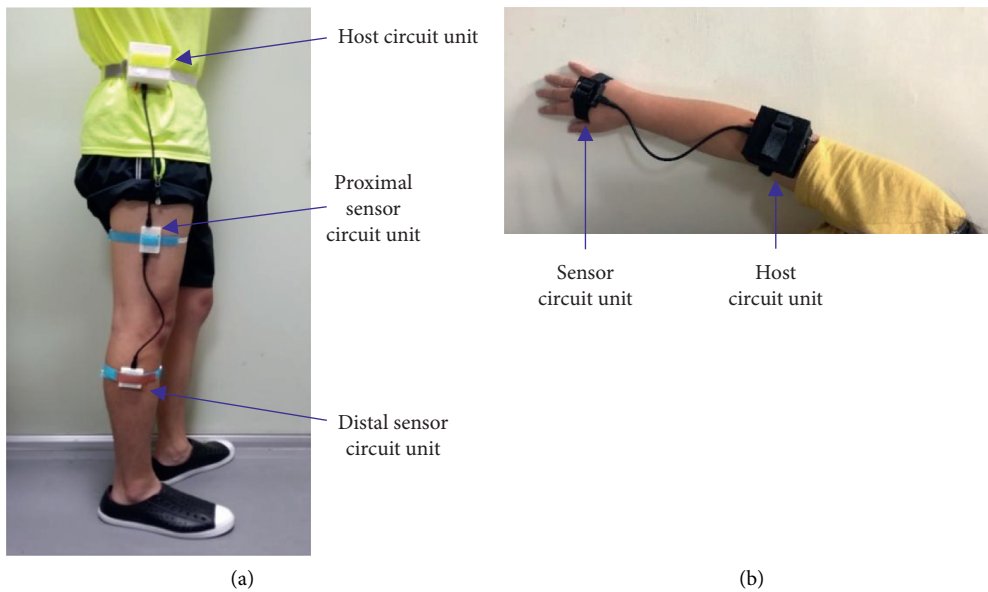 Host circuit unit
Proximal
sensor
circuit unit
Distal sensor
circuit unit
(a)
Sensor
circuit unit
Host
circuit unit
(b)